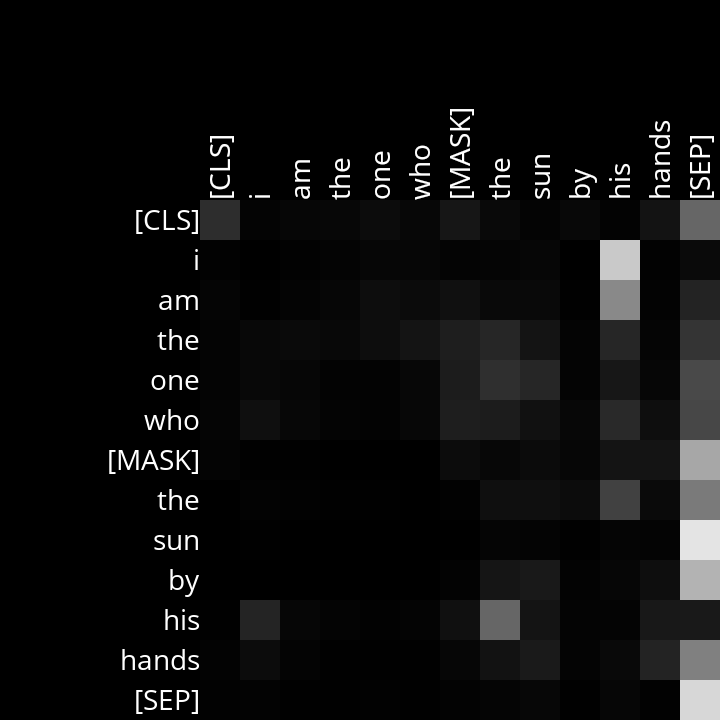 [CLS] i am the one who [MASK] the sun by his hands [SEP]
[CLS]
i
am
the
one
who
[MASK]
the
sun
by
his
hands
[SEP]